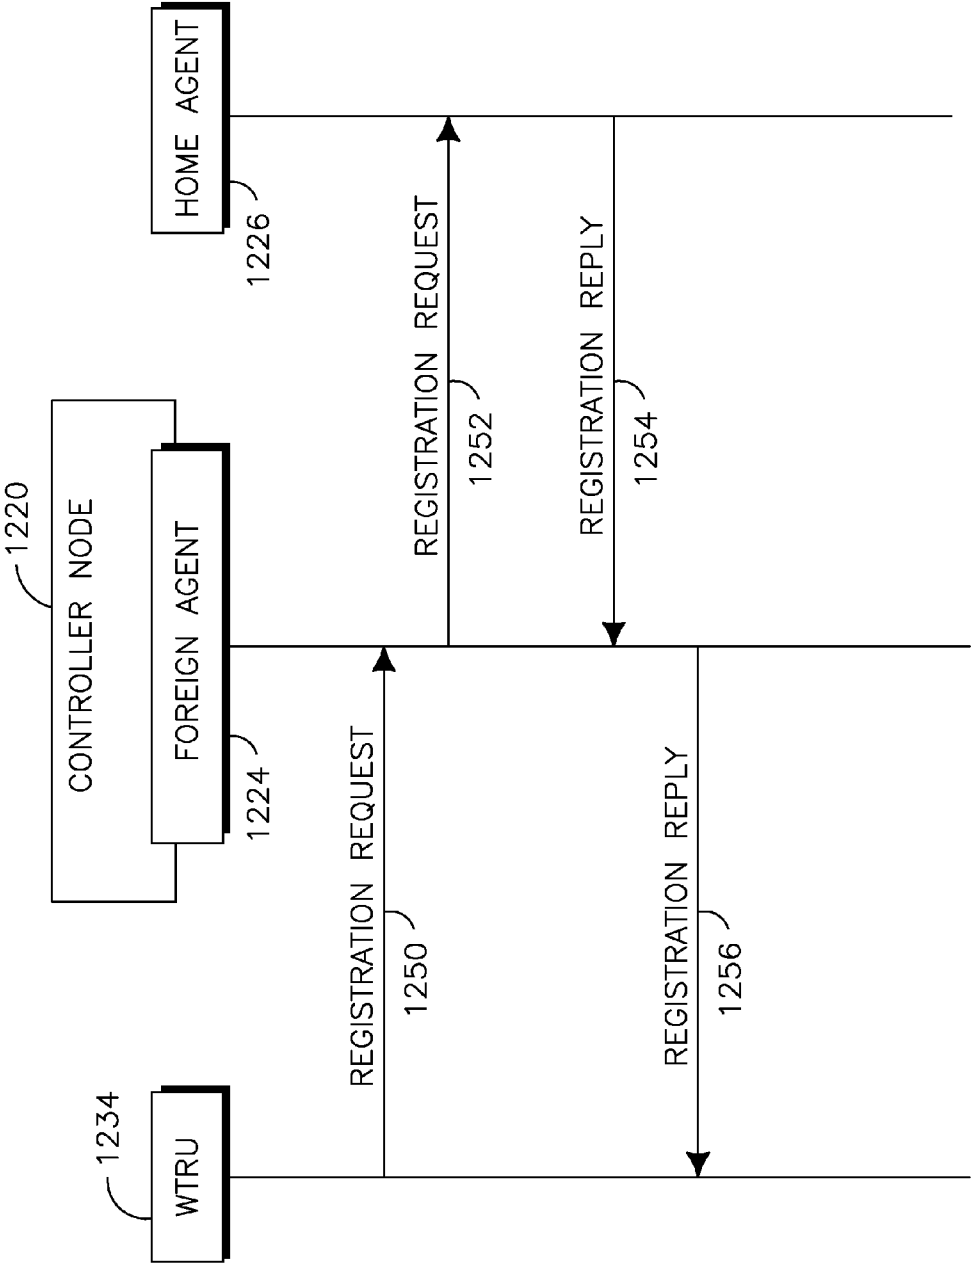 1234
WTRU
1220
CONTROLLER NODE
FOREIGN AGENT
1224
HOME AGENT
1226
REGISTRATION REQUEST
1250
REGISTRATION REQUEST
1252
REGISTRATION REPLY
1254
REGISTRATION REPLY
1256